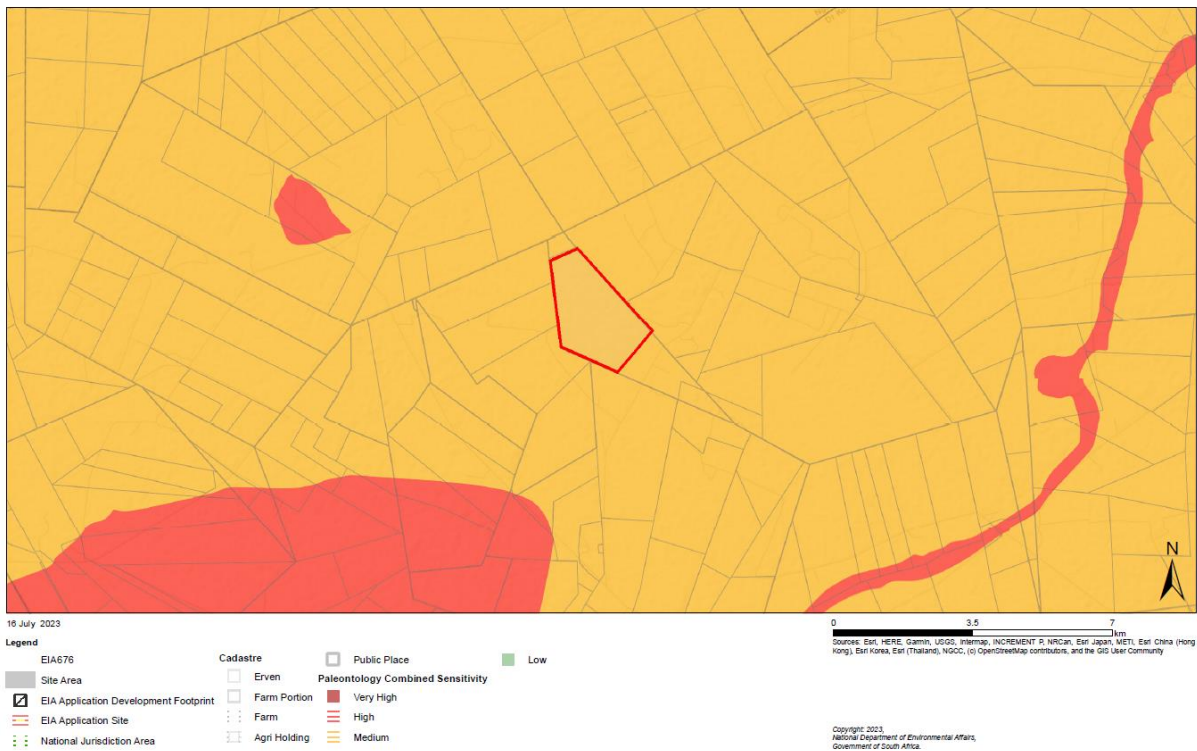 N
16 July 2023
0 3.5 7
km
Legend
EIA676
Site Area
EIA Application Development Footprint
EIA Application Site
National Jurisdiction Area
Cadastre
Erven
Farm Portion
Farm
Agri Holding
Public Place
Paleontology Combined Sensitivity
Very High
High
Medium
Low
Sources: Esri, HERE, Garmin, USGS, Intermap, INCREMENT P, NRCan, Esri Japan, METI, Esri China (Hong
Kong), Esri Korea, Esri (Thailand), NGCC, (c) OpenStreetMap contributors, and the GIS User Community
Copyright: 2023,
National Department of Environmental Affairs,
Government of South Africa.